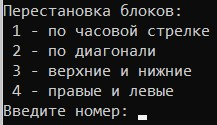 Перестановка блоков:
1 - по часовой стрелке
2 - по диагонали
3 - верхние и нижние
4 - правые и левые
Введите номер: